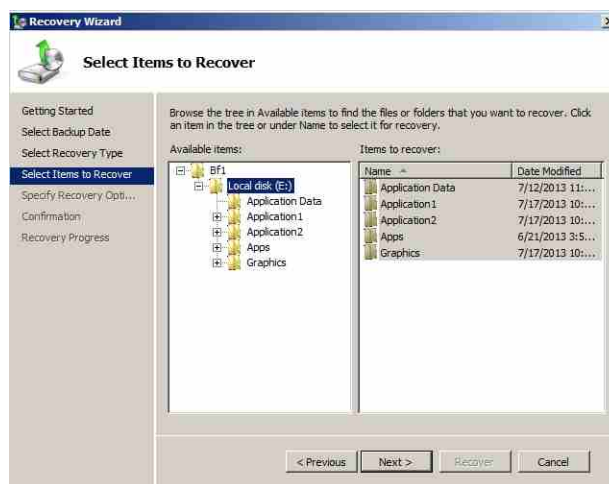 Recovery Wizard
Select Items to Recover
Getting Started
Select Backup Date
Select Recovery Type
Select Items to Recover
Specify Recovery Opti...
Confirmation
Recovery Progress
Browse the tree in Available items to find the files or folders that you want to recover. Click
an item in the tree or under Name to select it for recovery.
Available items:
Bf1
Local disk (E:)
Application Data
Application1
Application2
Apps
Graphics
Items to recover:
Name Date Modified
Application Data 7/12/2013 11:...
Application1 7/17/2013 10:...
Application2 7/17/2013 10:...
Apps 6/21/2013 3:5...
Graphics 7/17/2013 10:...
< Previous Next > Recover Cancel